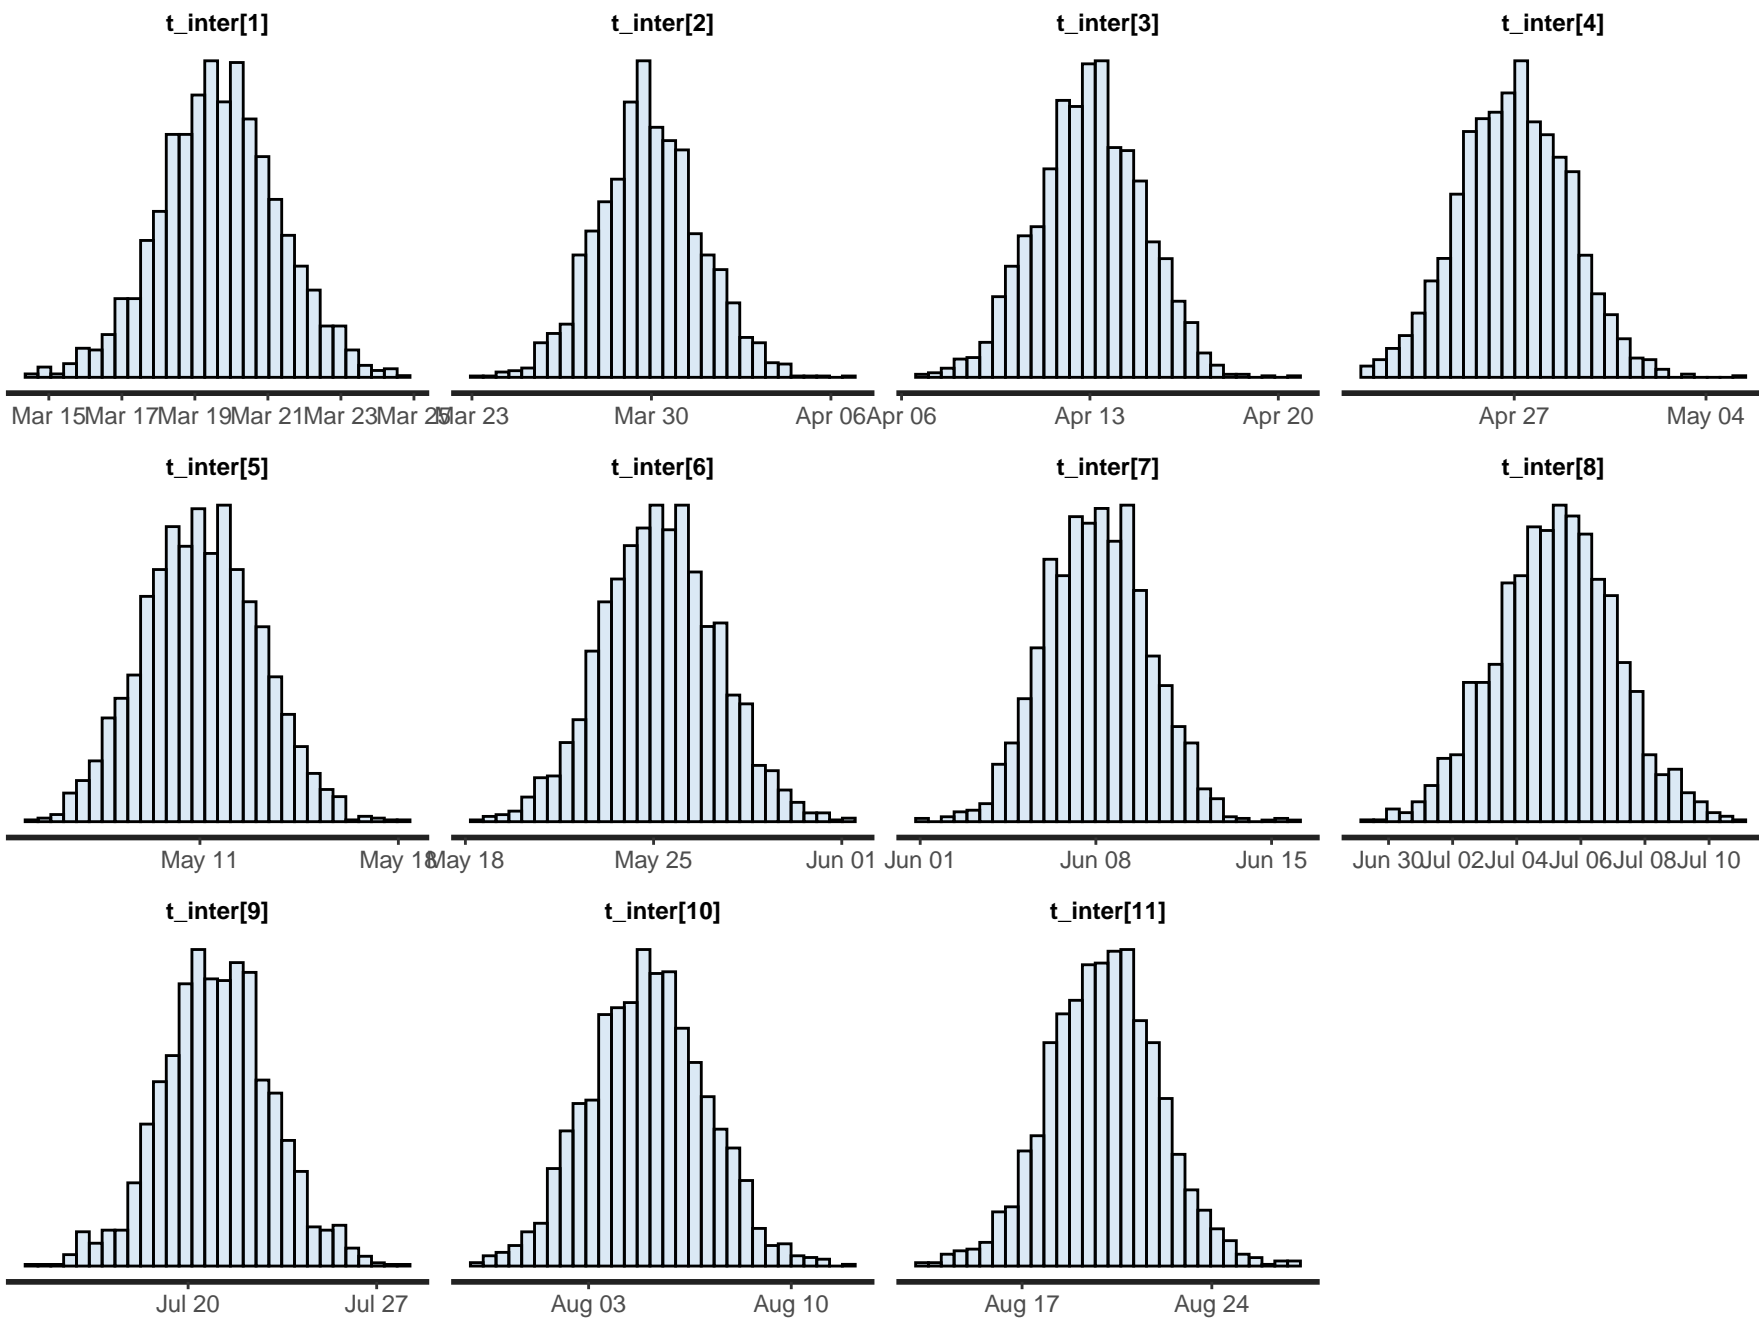 t_inter[1] t_inter[2] t_inter[3] t_inter[4]
Mar 15 Mar 17 Mar 19 Mar 21 Mar 23 Mar 25 Mar 23 Mar 30 Apr 06 Apr 06 Apr 13 Apr 20 Apr 27 May 04
t_inter[5] t_inter[6] t_inter[7] t_inter[8]
May 11 May 18 May 18 May 25 Jun 01 Jun 01 Jun 08 Jun 15 Jun 30 Jul 02 Jul 04 Jul 06 Jul 08 Jul 10
t_inter[9] t_inter[10] t_inter[11]
Jul 20 Jul 27 Aug 03 Aug 10 Aug 17 Aug 24